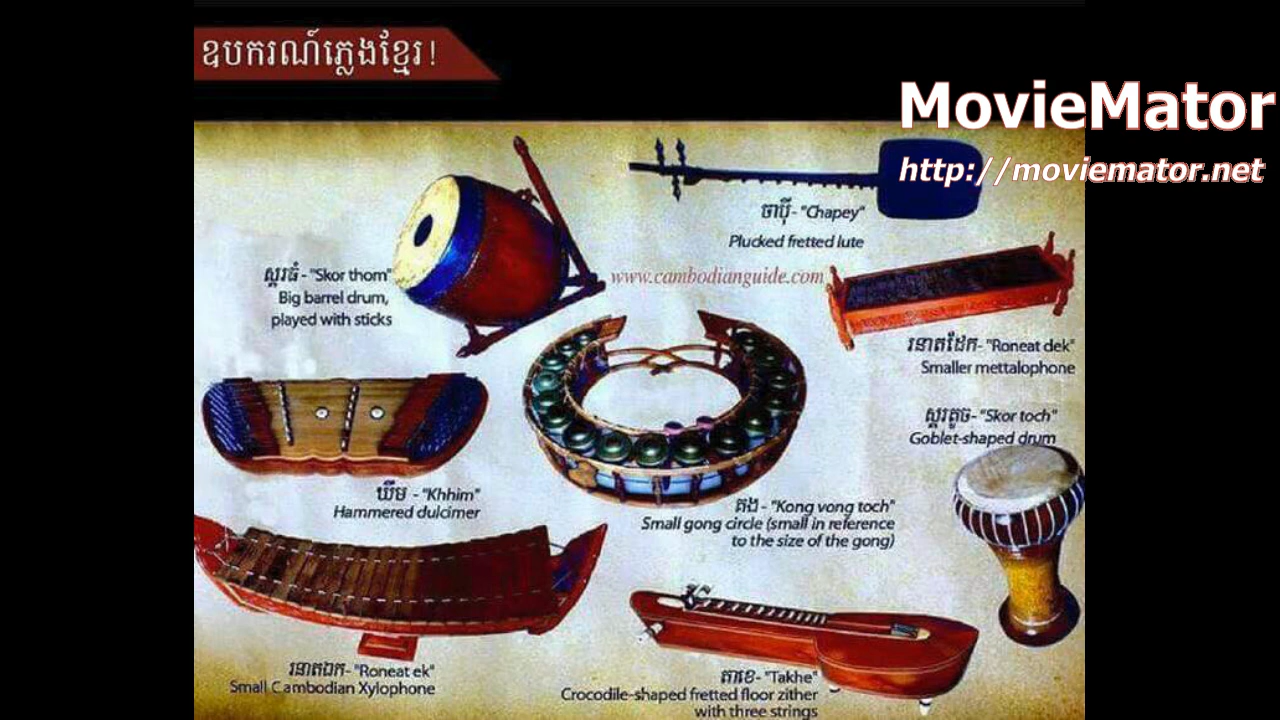 ឧបករណ៍ភ្លេងខ្មែរ!
MovieMator
http://moviemator.net
ចាប៉ី- "Chapey"
Plucked fretted lute
ស្គរធំ - "Skor thom"
Big barrel drum,
played with sticks
www.cambodianguide.com
រនាតដែក- "Roneat dek"
Smaller mettalophone
ស្គរតូច- "Skor toch"
Goblet-shaped drum
ឃឹម - "Khhim"
Hammered dulcimer
គង - "Kong vong toch"
Small gong circle (small in reference
to the size of the gong)
រនាតឯក- "Roneat ek"
Small Cambodian Xylophone
តាខេ- "Takhe"
Crocodile-shaped fretted floor zither
with three strings